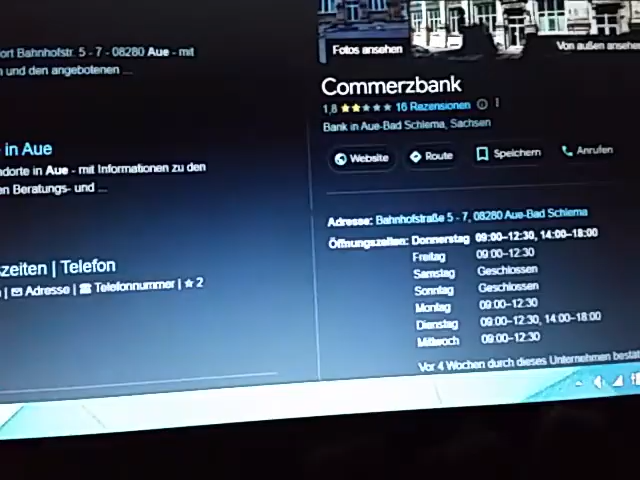 ort Bahnhofstr. 5 - 7 - 08280 Aue - mit
und den angebotenen ...
in Aue
ndorte in Aue - mit Informationen zu den
en Beratungs- und ...
zeiten | Telefon
| Adresse | Telefonnummer | ★ 2
Fotos ansehen
Von außen ansehe
Commerzbank
1,8 ★★★★★ 16 Rezensionen
Bank in Aue-Bad Schlema, Sachsen
Website
Route
Speichern
Anrufen
Adresse: Bahnhofstraße 5 - 7, 08280 Aue-Bad Schlema
Öffnungszeiten: Donnerstag 09:00–12:30, 14:00–18:00
Freitag 09:00–12:30
Samstag Geschlossen
Sonntag Geschlossen
Montag 09:00–12:30
Dienstag 09:00–12:30, 14:00–18:00
Mittwoch 09:00–12:30
Vor 4 Wochen durch dieses Unternehmen bestät